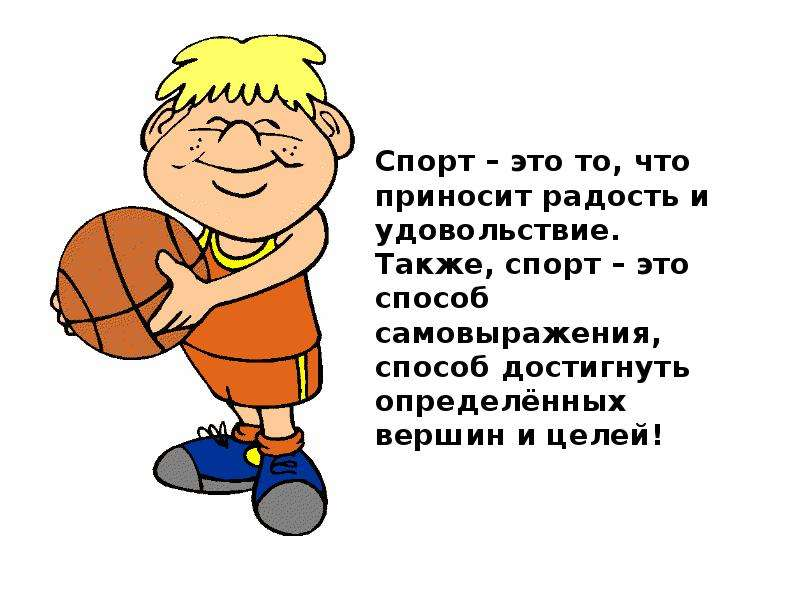 Спорт – это то, что
приносит радость и
удовольствие.
Также, спорт – это
способ
самовыражения,
способ достигнуть
определённых
вершин и целей!